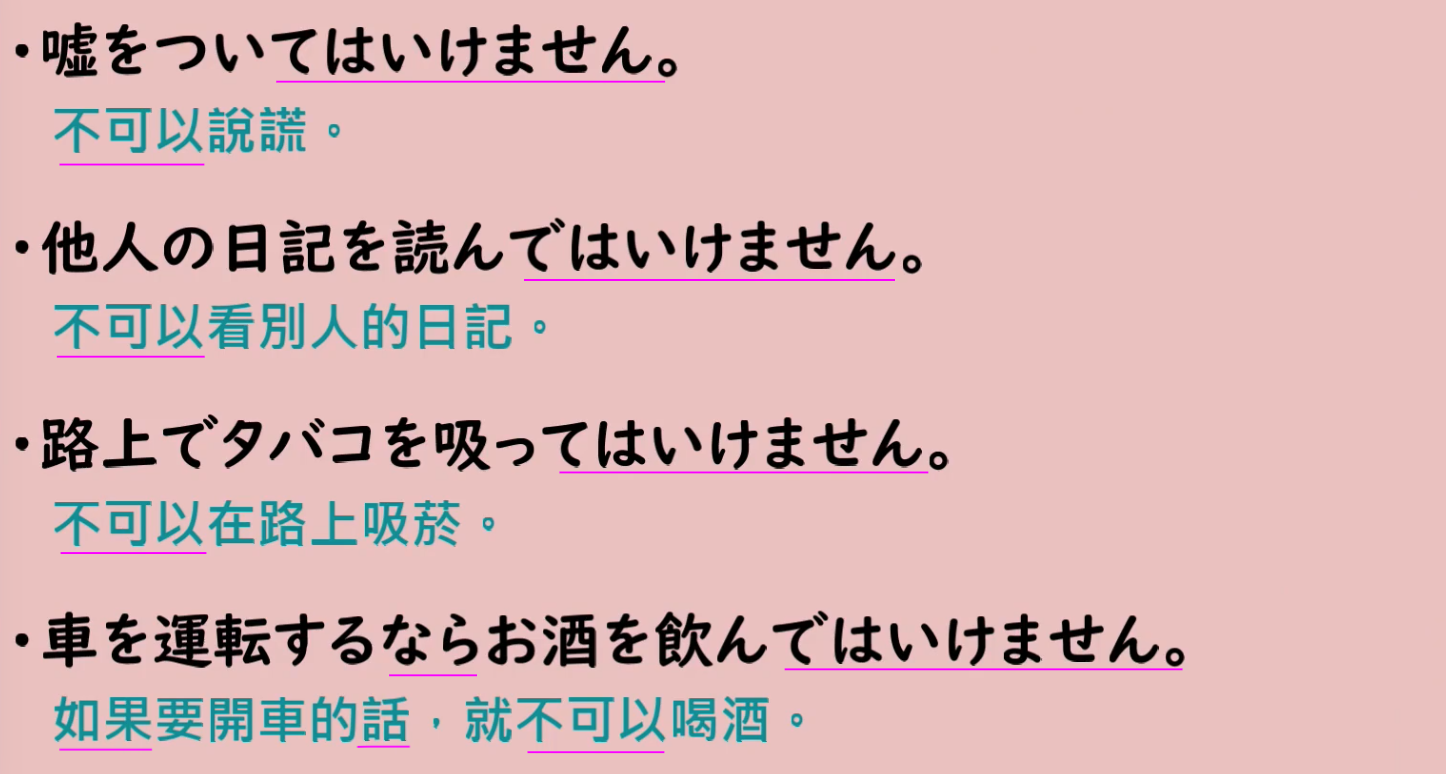 ・嘘をついてはいけません。
不可以說謊。
・他人の日記を読んではいけません。
不可以看別人的日記。
・路上でタバコを吸ってはいけません。
不可以在路上吸菸。
・車を運転するならお酒を飲んではいけません。
如果要開車的話，就不可以喝酒。